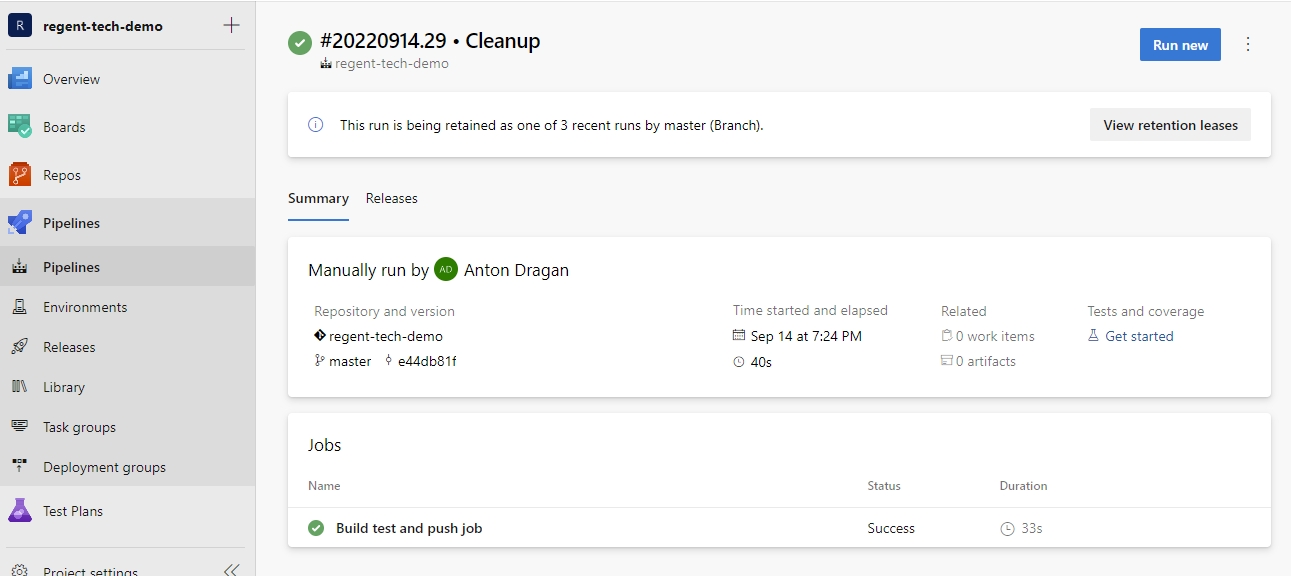 R regent-tech-demo
Overview
Boards
Repos
Pipelines
Pipelines
Environments
Releases
Library
Task groups
Deployment groups
Test Plans
Project settings
#20220914.29 • Cleanup
regent-tech-demo
Run new
This run is being retained as one of 3 recent runs by master (Branch).
View retention leases
Summary Releases
Manually run by AD Anton Dragan
Repository and version
regent-tech-demo
master e44db81f
Time started and elapsed
Sep 14 at 7:24 PM
40s
Related
0 work items
0 artifacts
Tests and coverage
Get started
Jobs
Name Status Duration
Build test and push job Success 33s